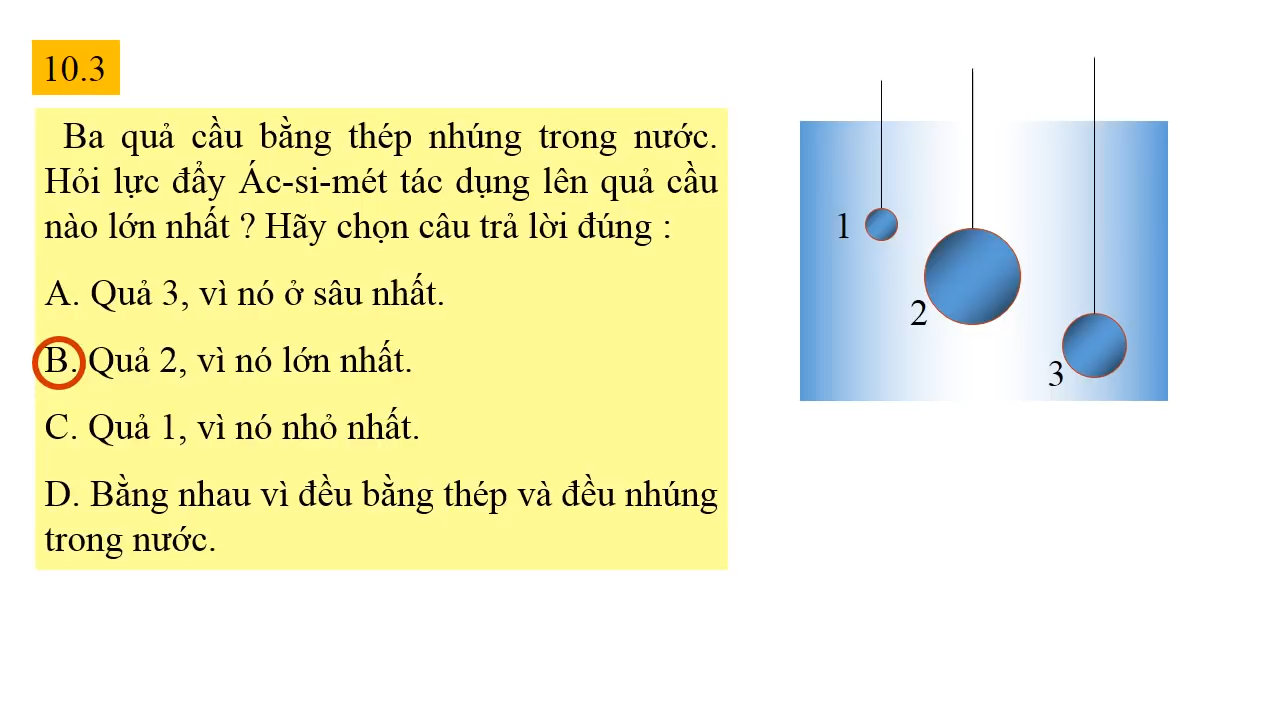 10.3
Ba quả cầu bằng thép nhúng trong nước.
Hỏi lực đẩy Ác-si-mét tác dụng lên quả cầu
nào lớn nhất ? Hãy chọn câu trả lời đúng :
A. Quả 3, vì nó ở sâu nhất.
B. Quả 2, vì nó lớn nhất.
C. Quả 1, vì nó nhỏ nhất.
D. Bằng nhau vì đều bằng thép và đều nhúng
trong nước.
1
2
3